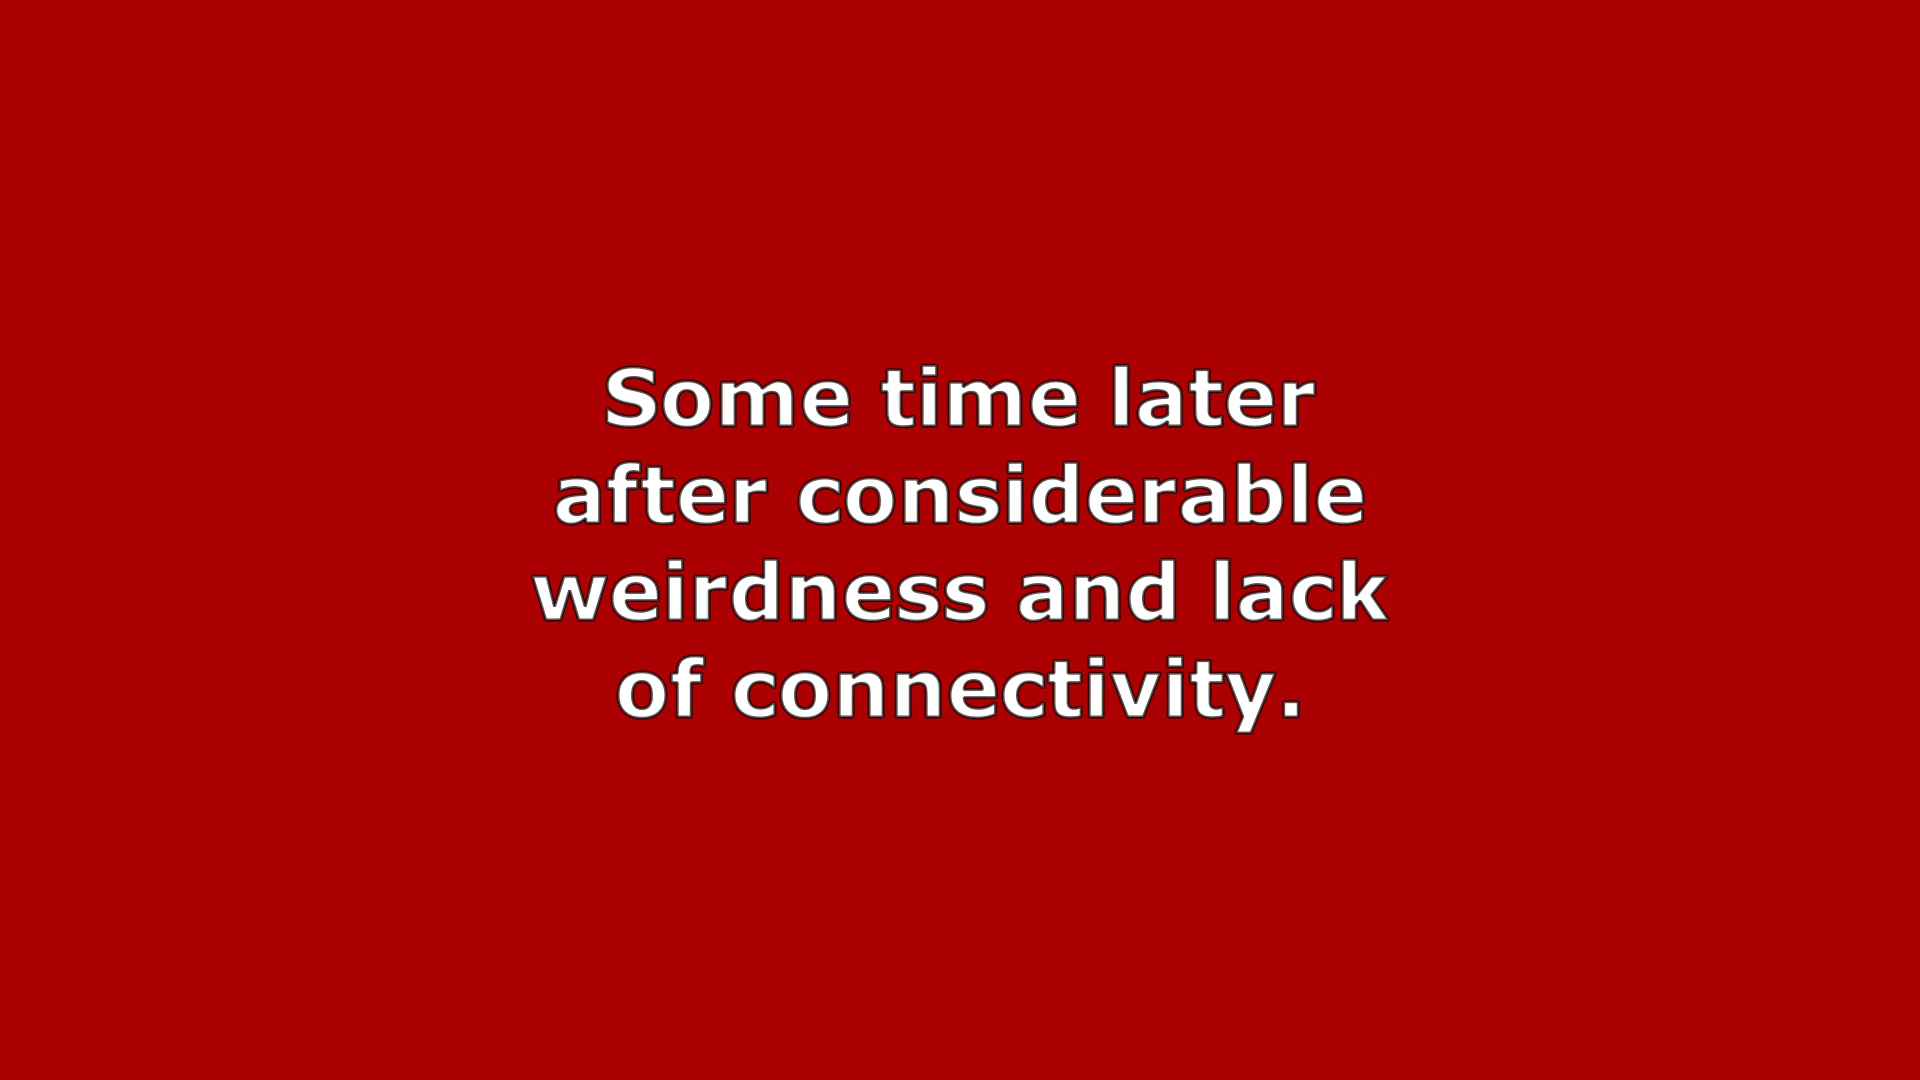 Some time later
after considerable
weirdness and lack
of connectivity.